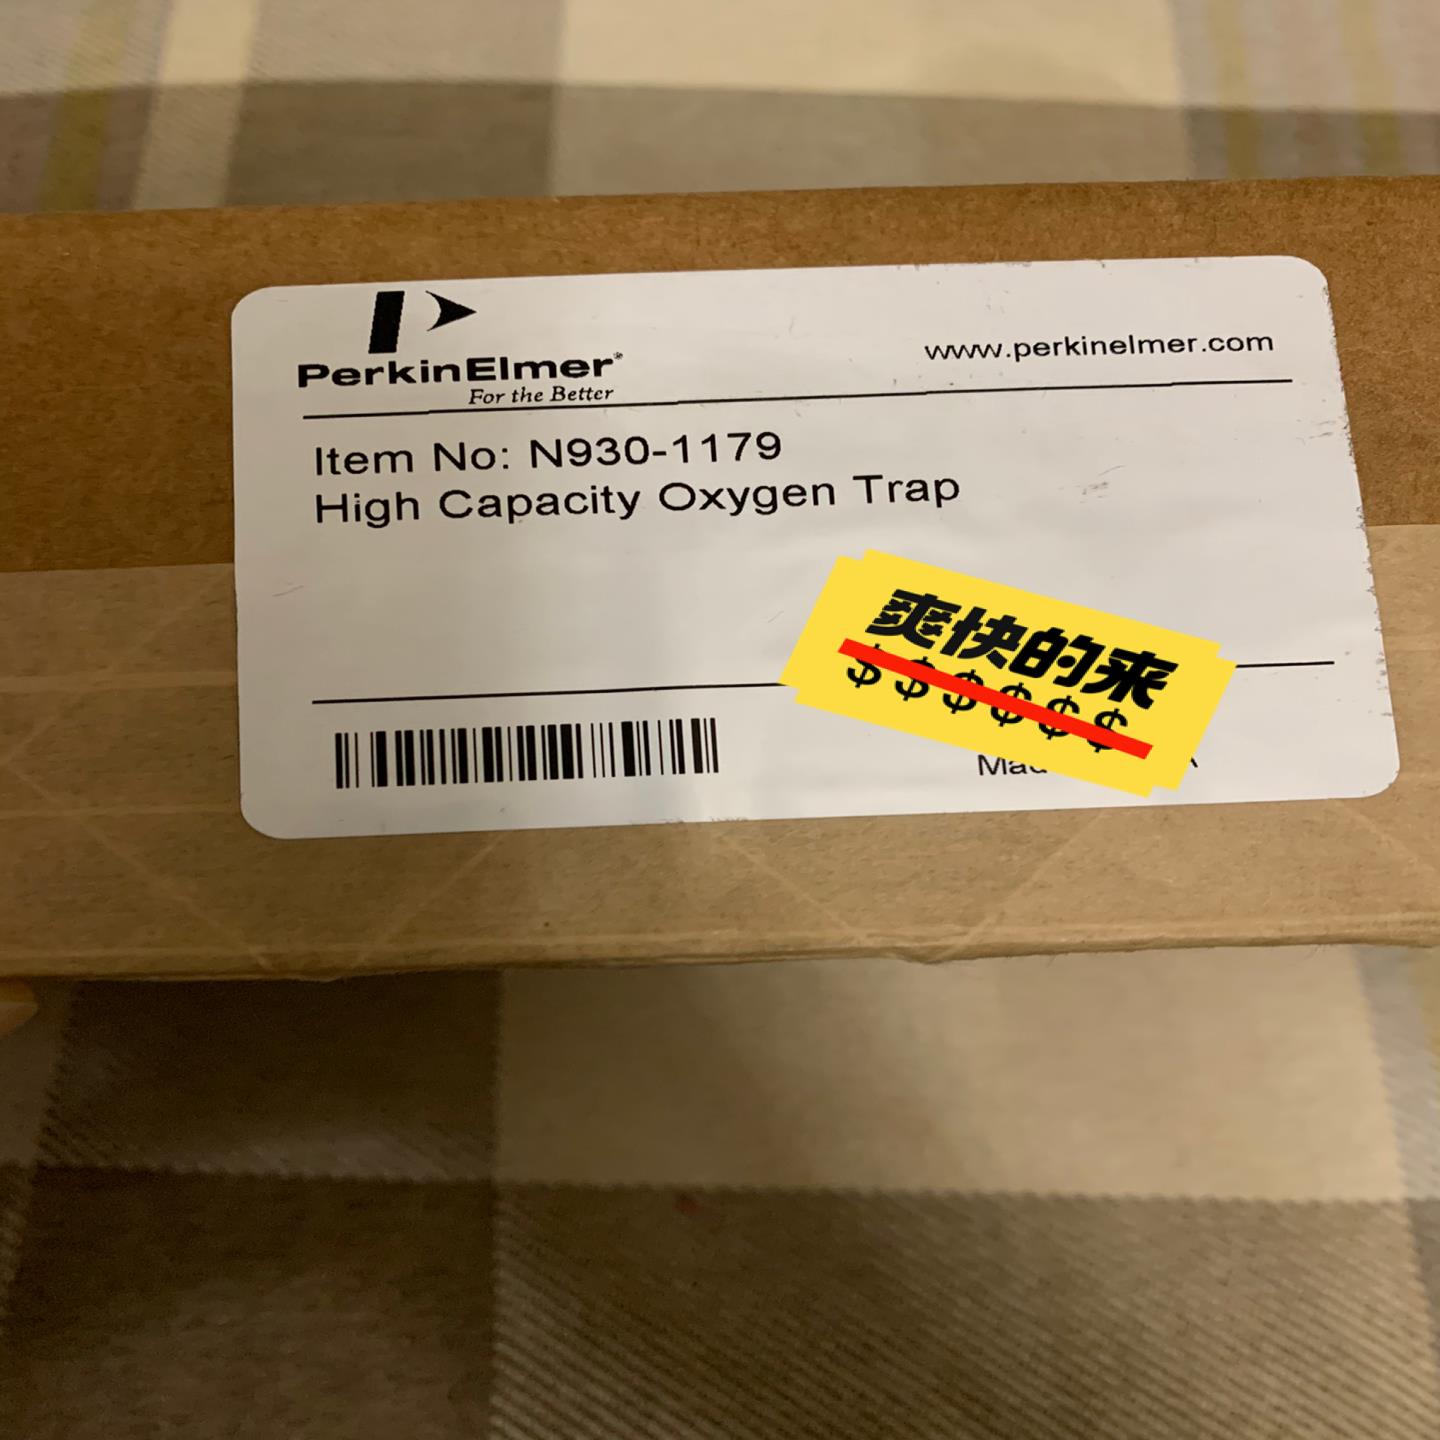 PerkinElmer
For the Better
www.perkinelmer.com
Item No: N930-1179
High Capacity Oxygen Trap
爽快的来
$$$$$$